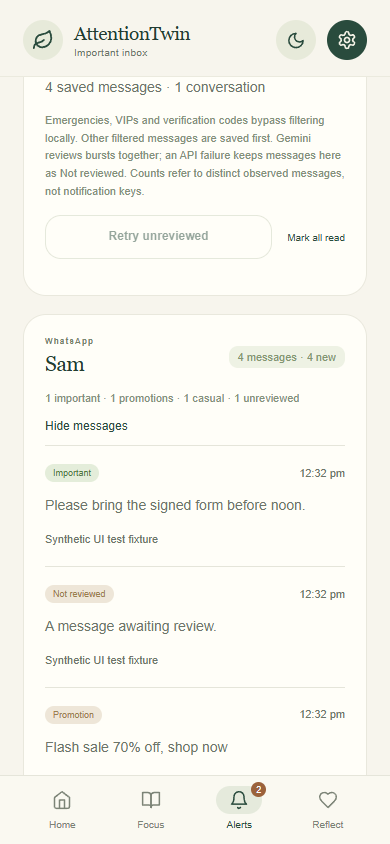 AttentionTwin
Important inbox
4 saved messages · 1 conversation
Emergencies, VIPs and verification codes bypass filtering
locally. Other filtered messages are saved first. Gemini
reviews bursts together; an API failure keeps messages here
as Not reviewed. Counts refer to distinct observed messages,
not notification keys.
Retry unreviewed
Mark all read
WhatsApp
Sam
4 messages · 4 new
1 important · 1 promotions · 1 casual · 1 unreviewed
Hide messages
Important
12:32 pm
Please bring the signed form before noon.
Synthetic UI test fixture
Not reviewed
12:32 pm
A message awaiting review.
Synthetic UI test fixture
Promotion
12:32 pm
Flash sale 70% off, shop now
2
Home
Focus
Alerts
Reflect